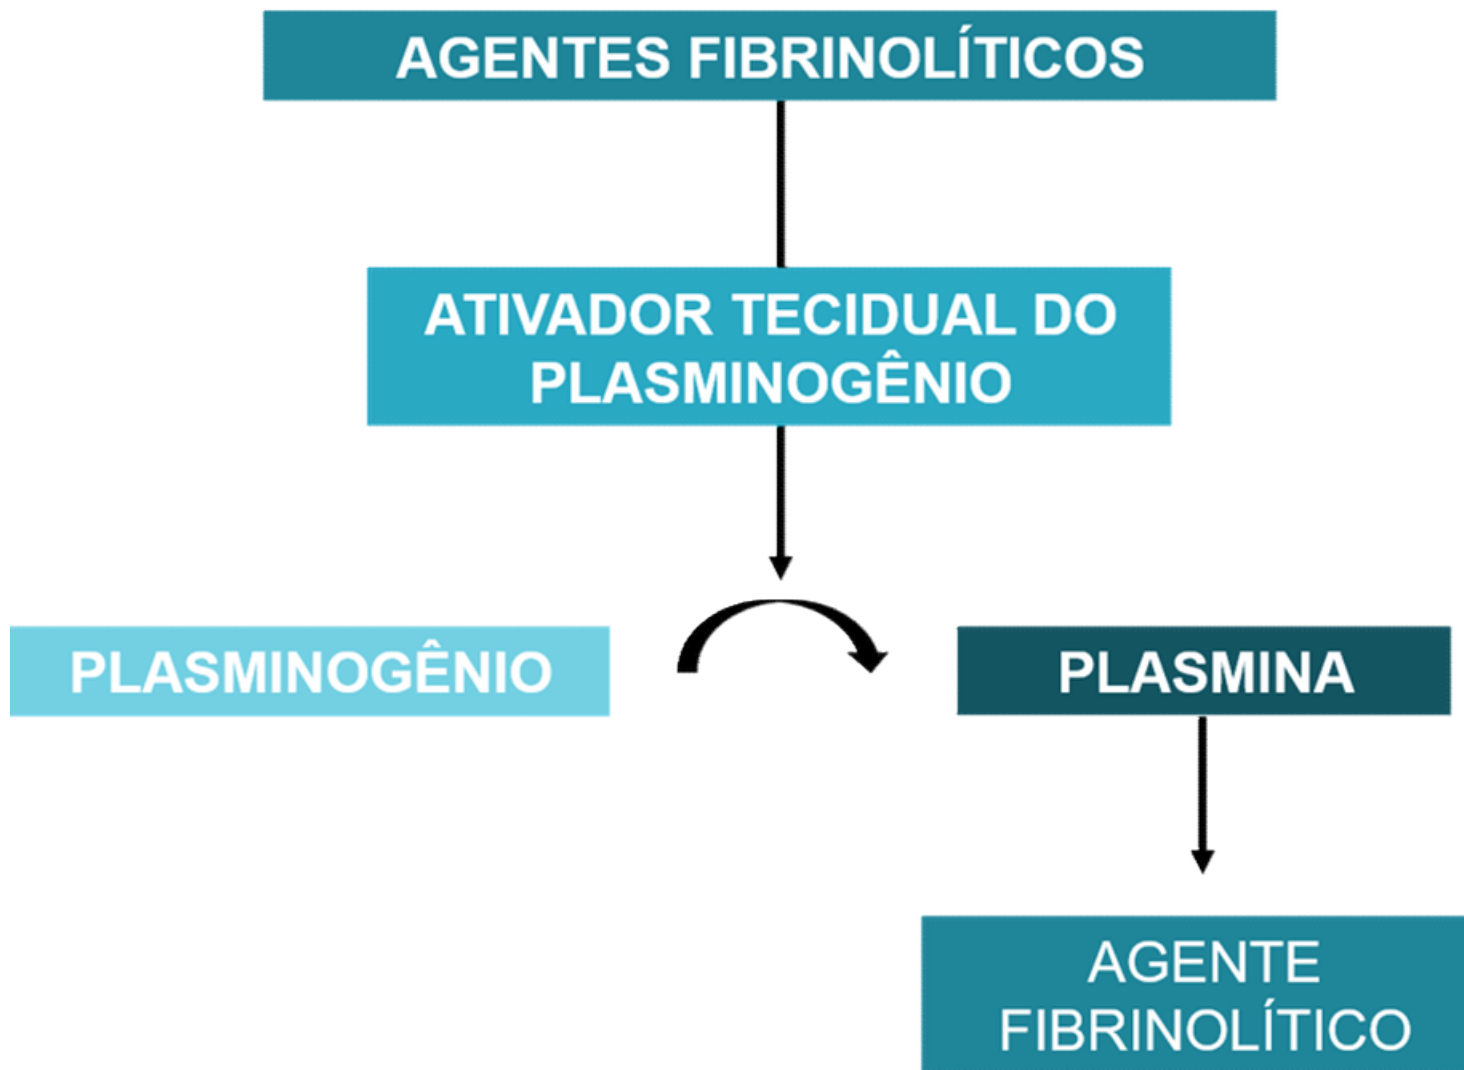 AGENTES FIBRINOLÍTICOS
ATIVADOR TECIDUAL DO
PLASMINOGÊNIO
PLASMINOGÊNIO
PLASMINA
AGENTE
FIBRINOLÍTICO